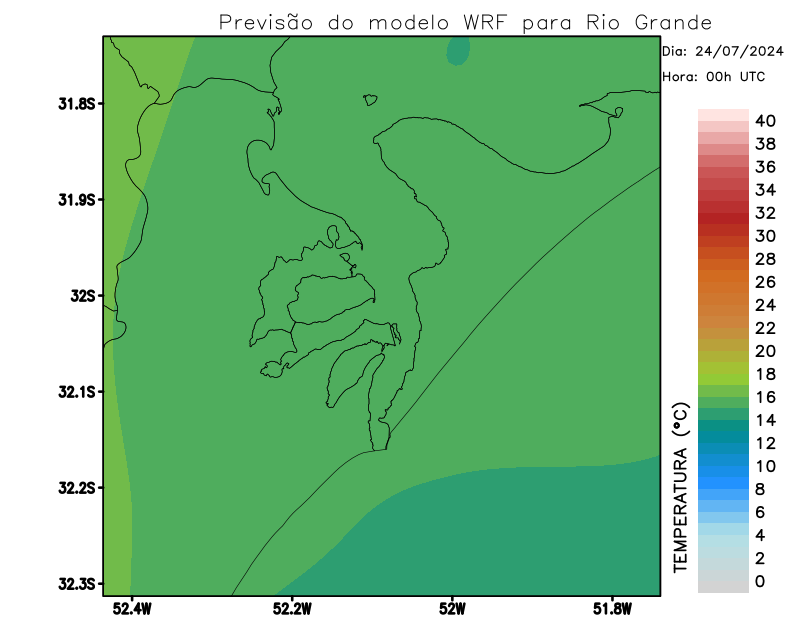 Previsão do modelo WRF para Rio Grande
Dia: 24/07/2024
Hora: 00h UTC
31.8S
31.9S
32S
32.1S
32.2S
32.3S
52.4W
52.2W
52W
51.8W
TEMPERATURA (°C)
40
38
36
34
32
30
28
26
24
22
20
18
16
14
12
10
8
6
4
2
0